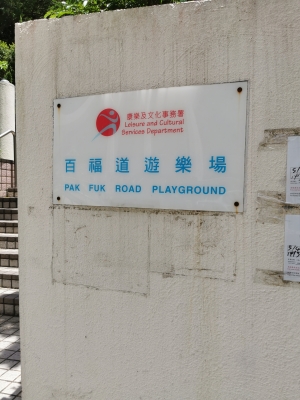 康樂及文化事務署
Leisure and Cultural
Services Department
百福道遊樂場
PAK FUK ROAD PLAYGROUND